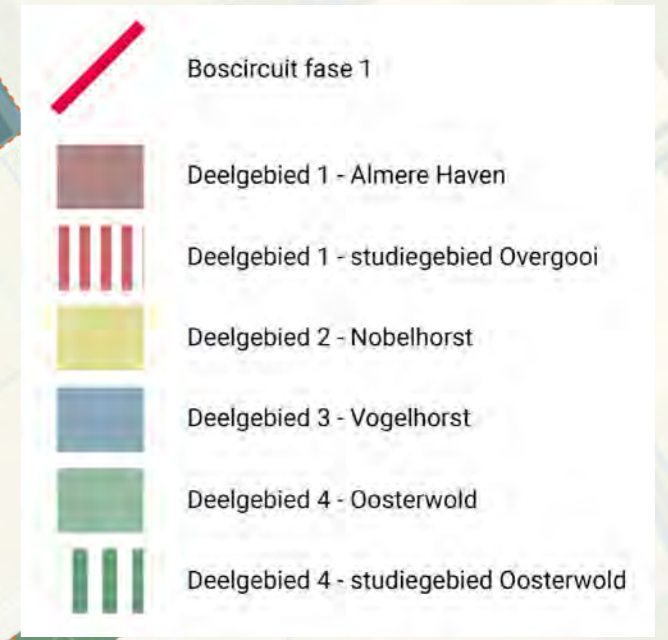 Boscircuit fase 1
Deelgebied 1 - Almere Haven
Deelgebied 1 - studiegebied Overgooi
Deelgebied 2 - Nobelhorst
Deelgebied 3 - Vogelhorst
Deelgebied 4 - Oosterwold
Deelgebied 4 - studiegebied Oosterwold